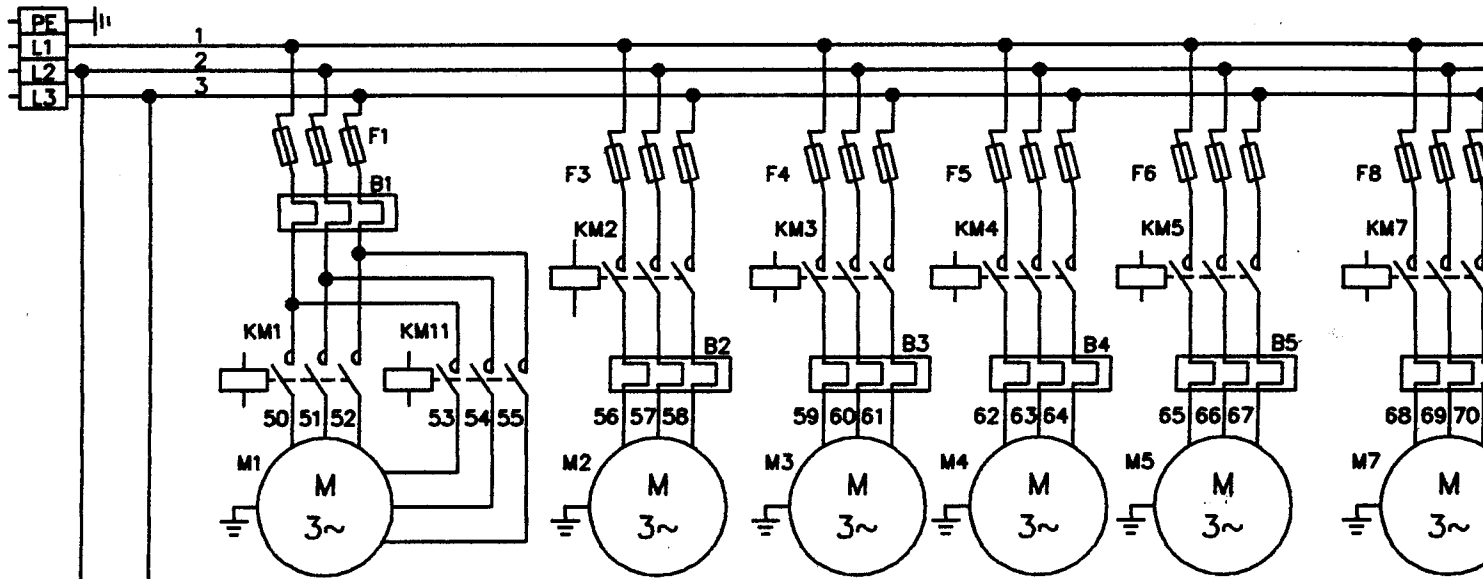 PE
L1 1
L2 2
L3 3
F1
B1
F3 F4 F5 F6 F8
KM2 KM3 KM4 KM5 KM7
KM1 KM11
B2 B3 B4 B5
50 51 52 53 54 55 56 57 58 59 60 61 62 63 64 65 66 67 68 69 70
M1 M2 M3 M4 M5 M7
M M M M M M
3~ 3~ 3~ 3~ 3~ 3~